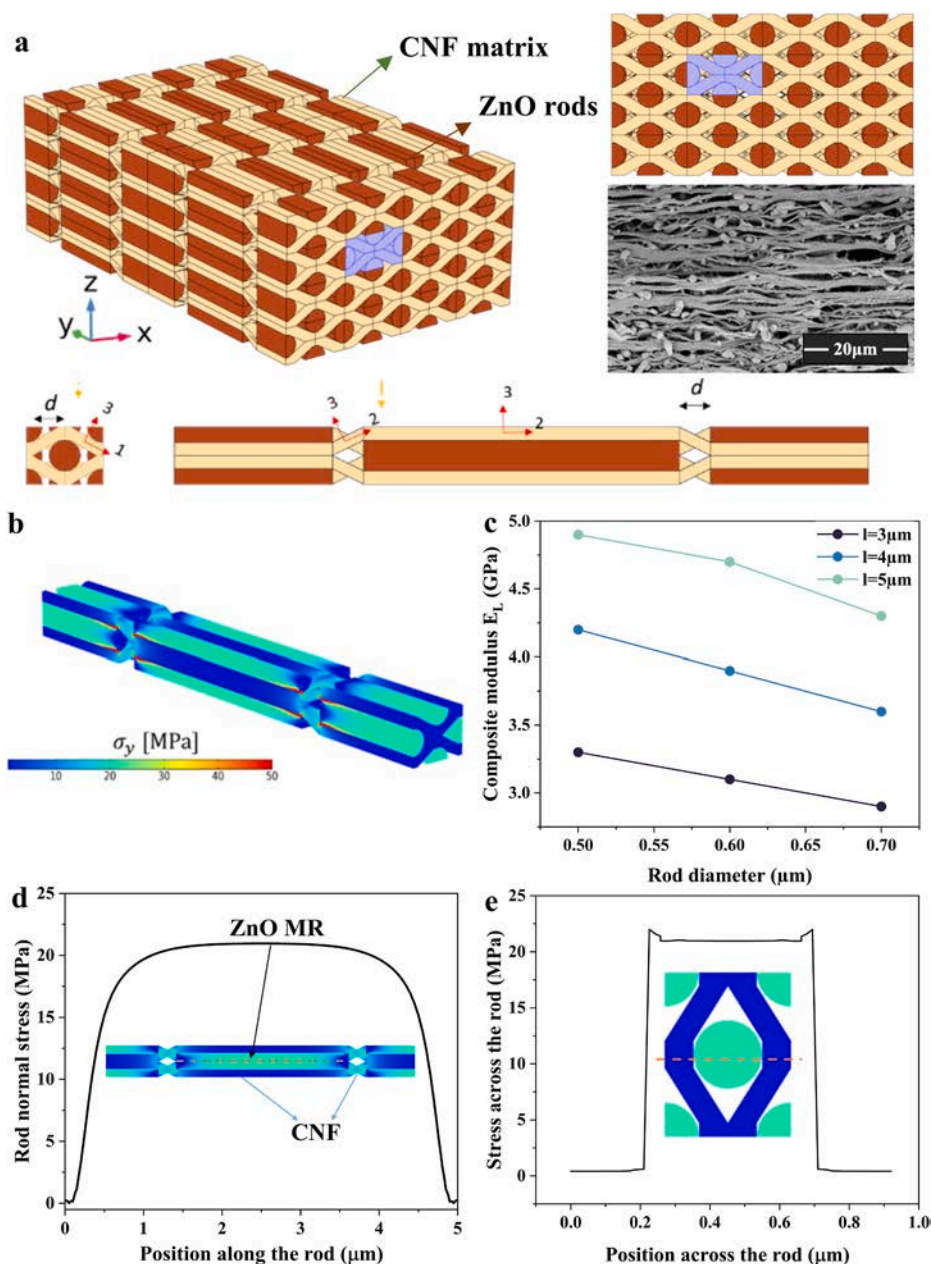 a
CNF matrix
ZnO rods
z
y
x
20μm
d
3
1
3
2
3
2
d
b
σy [MPa]
10 20 30 40 50
c
Composite modulus EL (GPa)
5.0
4.5
4.0
3.5
3.0
l=3μm
l=4μm
l=5μm
0.50 0.55 0.60 0.65 0.70
Rod diameter (μm)
d
Rod normal stress (MPa)
25
20
15
10
5
0
ZnO MR
CNF
0 1 2 3 4 5
Position along the rod (μm)
e
Stress across the rod (MPa)
25
20
15
10
5
0
0.0 0.2 0.4 0.6 0.8 1.0
Position across the rod (μm)